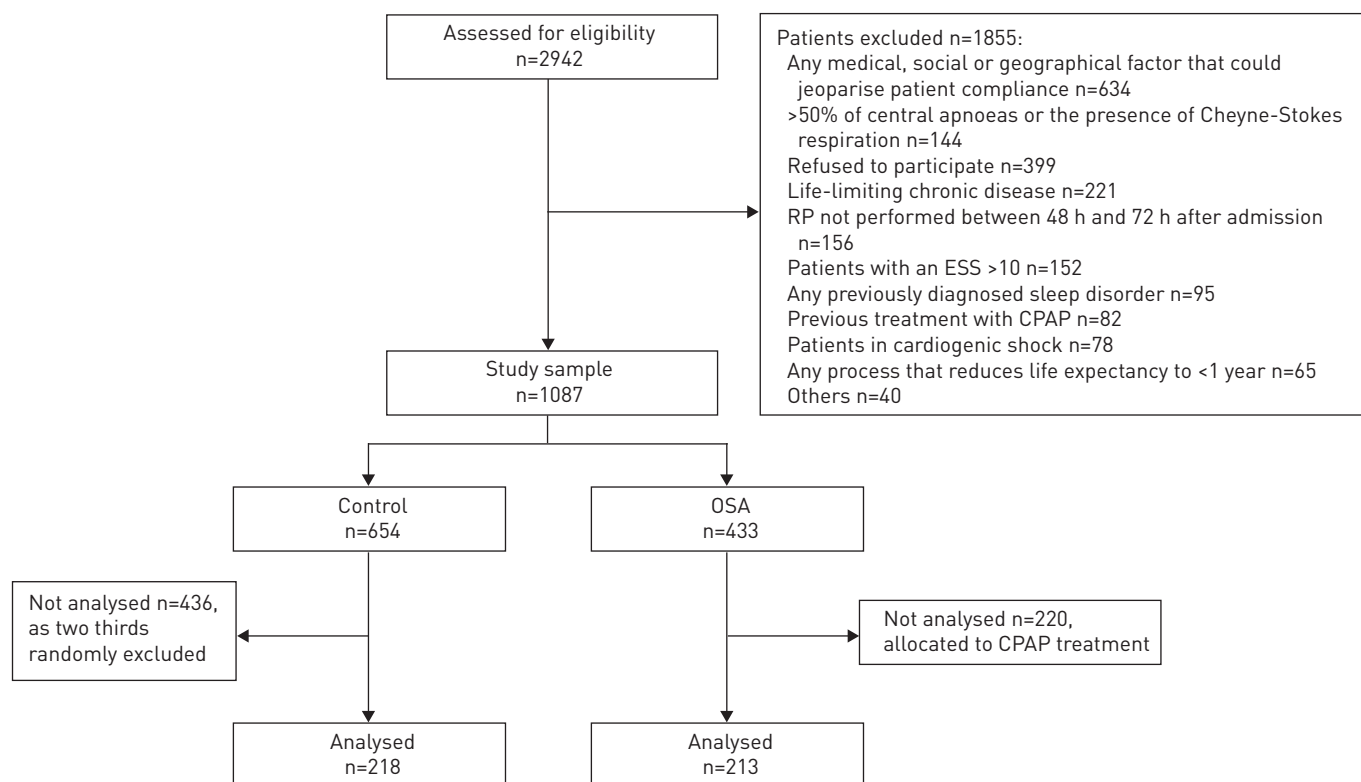 Assessed for eligibility
n=2942
Patients excluded n=1855:
Any medical, social or geographical factor that could
jeoparise patient compliance n=634
>50% of central apnoeas or the presence of Cheyne-Stokes
respiration n=144
Refused to participate n=399
Life-limiting chronic disease n=221
RP not performed between 48 h and 72 h after admission
n=156
Patients with an ESS >10 n=152
Any previously diagnosed sleep disorder n=95
Previous treatment with CPAP n=82
Patients in cardiogenic shock n=78
Any process that reduces life expectancy to <1 year n=65
Others n=40
Study sample
n=1087
Control
n=654
OSA
n=433
Not analysed n=436,
as two thirds
randomly excluded
Not analysed n=220,
allocated to CPAP treatment
Analysed
n=218
Analysed
n=213